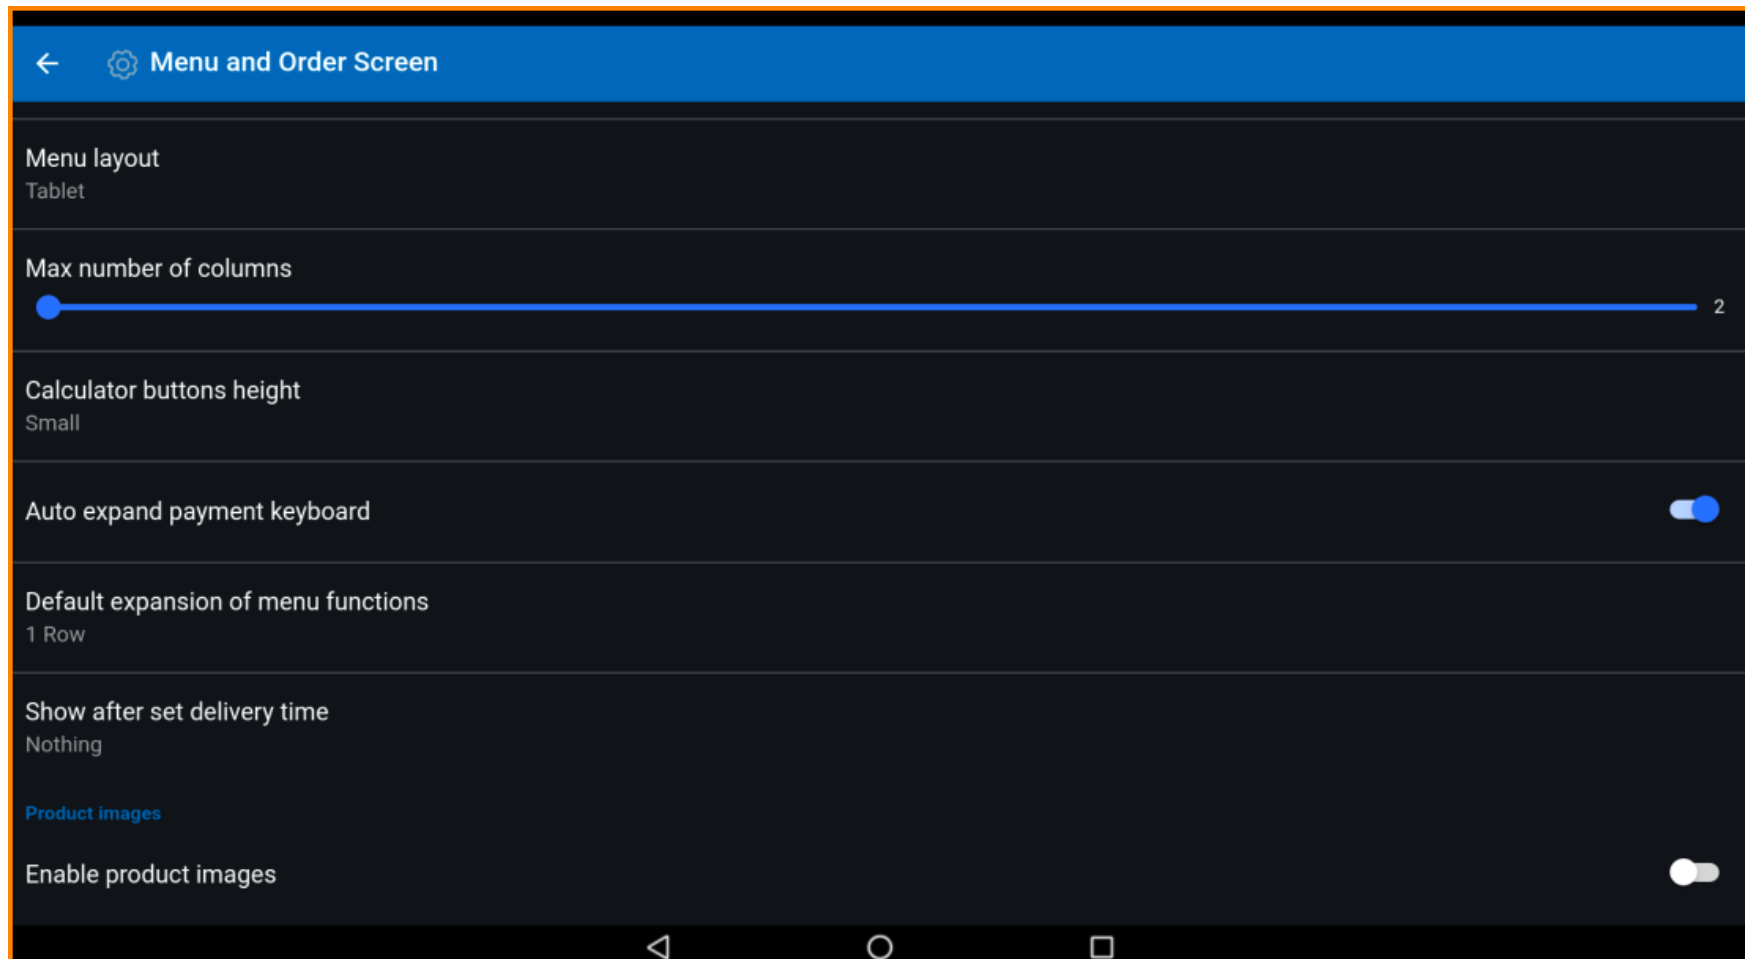 Menu and Order Screen
Menu layout
Tablet
Max number of columns
2
Calculator buttons height
Small
Auto expand payment keyboard
Default expansion of menu functions
1 Row
Show after set delivery time
Nothing
Product images
Enable product images